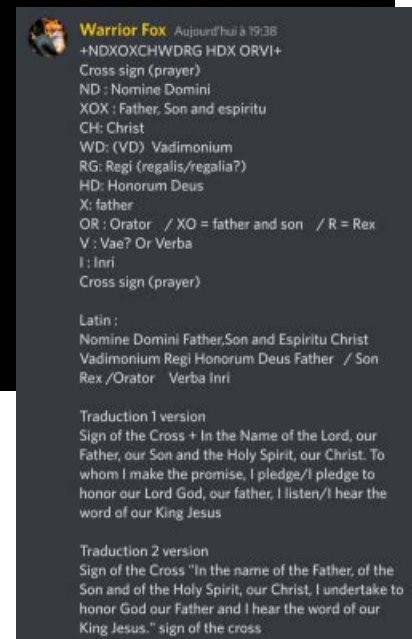 Warrior Fox Aujourd'hui à 19:38
+NDXOXCHWDRG HDX ORVI+
Cross sign (prayer)
ND : Nomine Domini
XOX : Father, Son and espiritu
CH: Christ
WD: (VD) Vadimonium
RG: Regi (regalis/regalia?)
HD: Honorum Deus
X: father
OR : Orator / XO = father and son / R = Rex
V : Vae? Or Verba
I : Inri
Cross sign (prayer)
Latin :
Nomine Domini Father,Son and Espiritu Christ
Vadimonium Regi Honorum Deus Father / Son
Rex /Orator Verba Inri
Traduction 1 version
Sign of the Cross + In the Name of the Lord, our
Father, our Son and the Holy Spirit, our Christ. To
whom I make the promise, I pledge/I pledge to
honor our Lord God, our father, I listen/I hear the
word of our King Jesus
Traduction 2 version
Sign of the Cross "In the name of the Father, of the
Son and of the Holy Spirit, our Christ, I undertake to
honor God our Father and I hear the word of our
King Jesus." sign of the cross